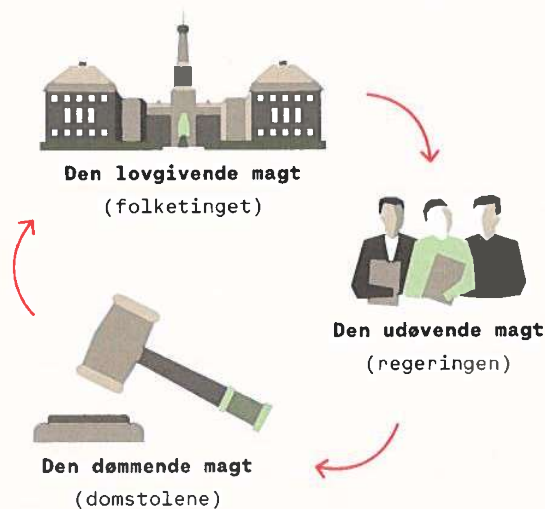 Den lovgivende magt
(folketinget)
Den udøvende magt
(regeringen)
Den dømmende magt
(domstolene)